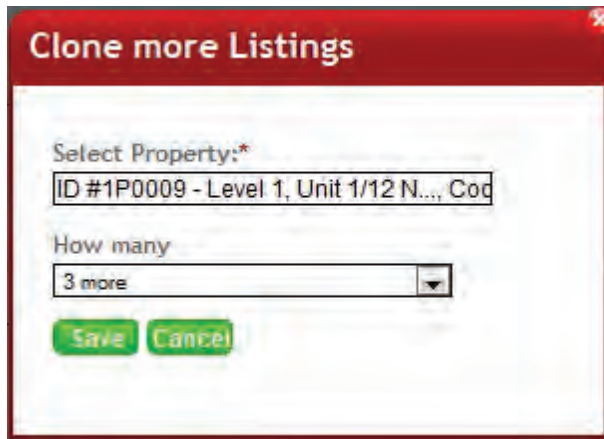 Clone more Listings
Select Property:*
ID #1P0009 - Level 1, Unit 1/12 N..., Coo
How many
3 more
Save Cancel